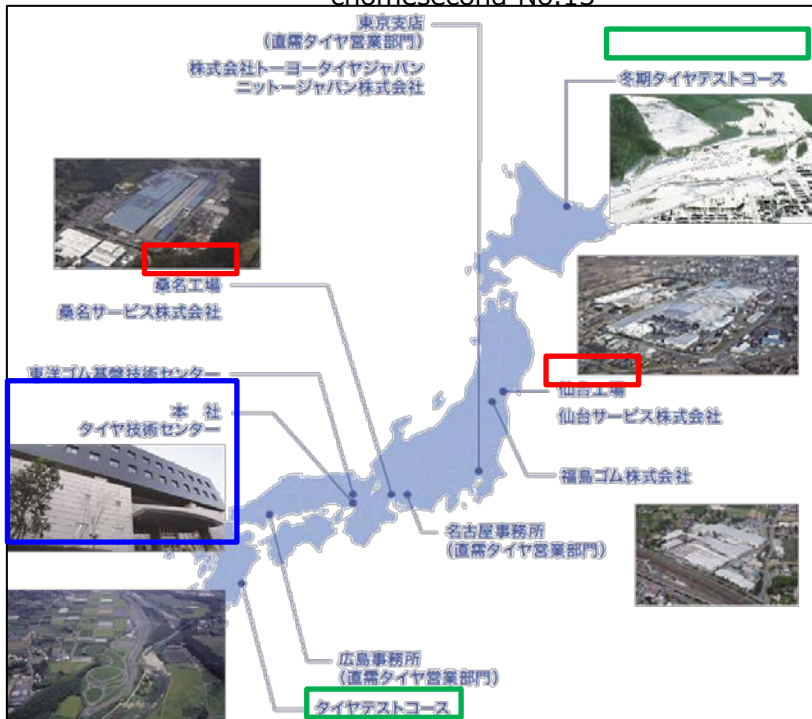 chomesecond No.13
東京支店
(直需タイヤ営業部門)
株式会社トーヨータイヤジャパン
ニットージャパン株式会社
冬期タイヤテストコース
桑名工場
桑名サービス株式会社
東洋ゴム基盤技術センター
本 社
タイヤ技術センター
仙台工場
仙台サービス株式会社
福島ゴム株式会社
名古屋事務所
(直需タイヤ営業部門)
広島事務所
(直需タイヤ営業部門)
タイヤテストコース